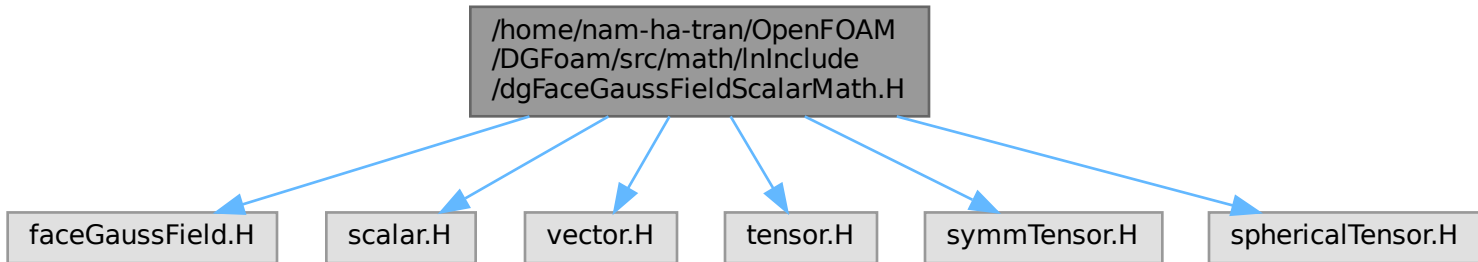 /home/nam-ha-tran/OpenFOAM
/DGFoam/src/math/lnInclude
/dgFaceGaussFieldScalarMath.H
faceGaussField.H
scalar.H
vector.H
tensor.H
symmTensor.H
sphericalTensor.H